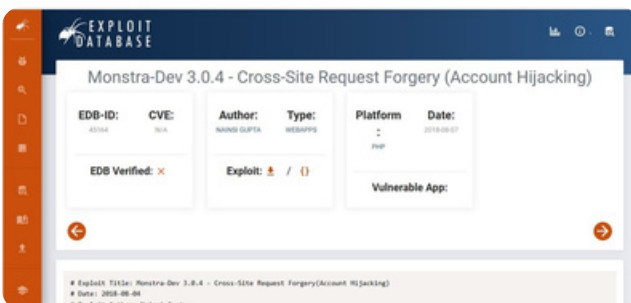 EXPLOIT
DATABASE
Monstra-Dev 3.0.4 - Cross-Site Request Forgery (Account Hijacking)
EDB-ID:
45164
CVE:
N/A
Author:
NAINSI GUPTA
Type:
WEBAPPS
Platform
:
PHP
Date:
2018-08-07
EDB Verified: ×
Exploit: / {}
Vulnerable App:
# Exploit Title: Monstra-Dev 3.0.4 - Cross-Site Request Forgery(Account Hijacking)
# Date: 2018-08-04